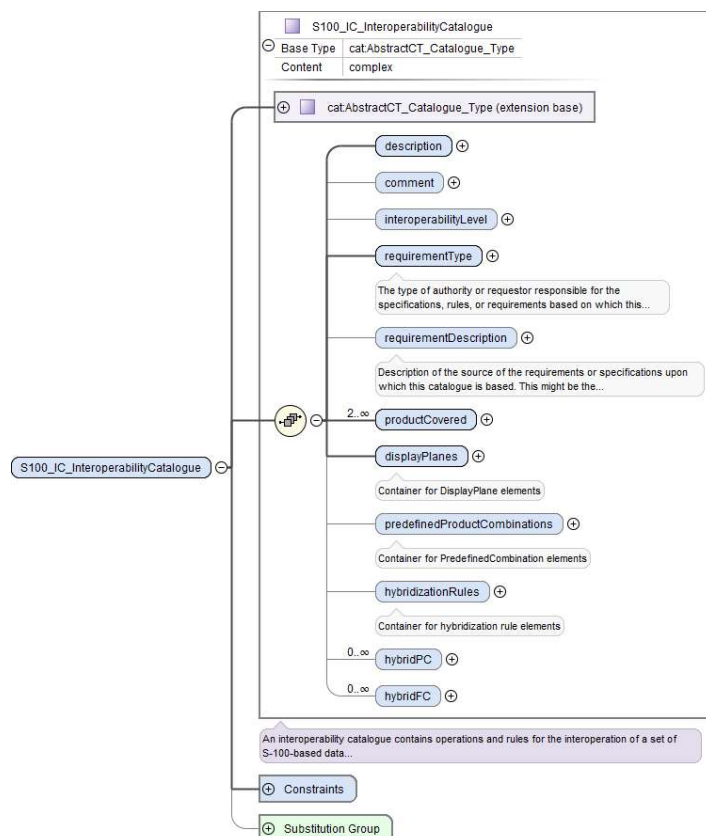 S100_IC_InteroperabilityCatalogue
Base Type cat:AbstractCT_Catalogue_Type
Content complex
cat:AbstractCT_Catalogue_Type (extension base)
description
comment
interoperabilityLevel
requirementType
The type of authority or requestor responsible for the
specifications, rules, or requirements based on which this...
requirementDescription
Description of the source of the requirements or specifications upon
which this catalogue is based. This might be the...
2..∞
productCovered
displayPlanes
Container for DisplayPlane elements
predefinedProductCombinations
Container for PredefinedCombination elements
hybridizationRules
Container for hybridization rule elements
0..∞
hybridPC
0..∞
hybridFC
S100_IC_InteroperabilityCatalogue
An interoperability catalogue contains operations and rules for the interoperation of a set of
S-100-based data...
Constraints
Substitution Group